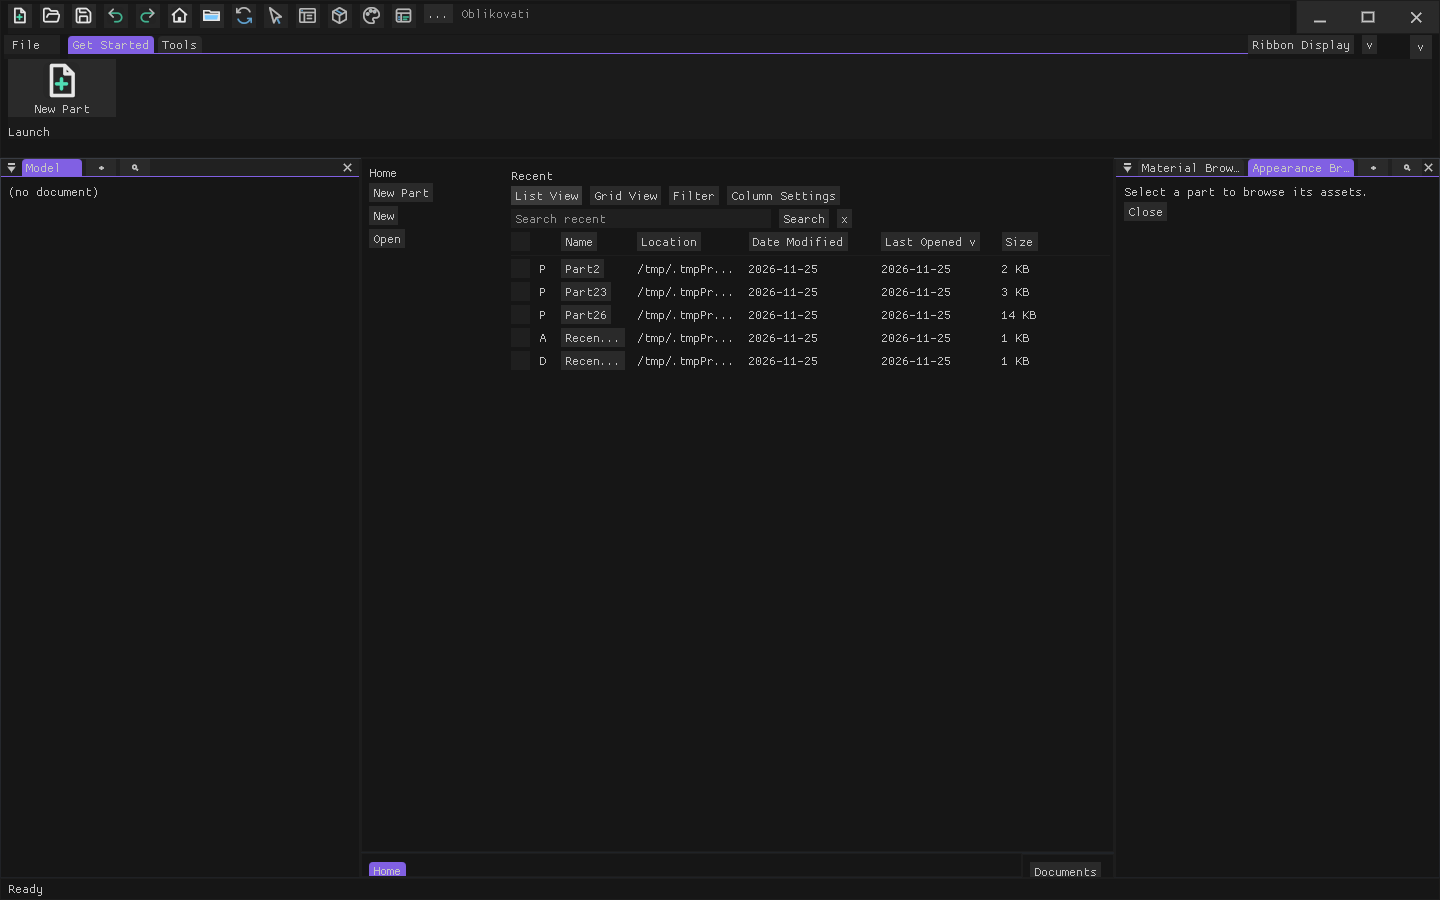 ... Oblikovati
File Get Started Tools Ribbon Display v v
New Part
Launch
Model
(no document)
Home
New Part
New
Open
Recent
List View Grid View Filter Column Settings
Search recent Search x
Name Location Date Modified Last Opened v Size
P Part2 /tmp/.tmpPr... 2026-11-25 2026-11-25 2 KB
P Part23 /tmp/.tmpPr... 2026-11-25 2026-11-25 3 KB
P Part26 /tmp/.tmpPr... 2026-11-25 2026-11-25 14 KB
A Recen... /tmp/.tmpPr... 2026-11-25 2026-11-25 1 KB
D Recen... /tmp/.tmpPr... 2026-11-25 2026-11-25 1 KB
Material Brow... Appearance Br...
Select a part to browse its assets.
Close
Home Documents
Ready